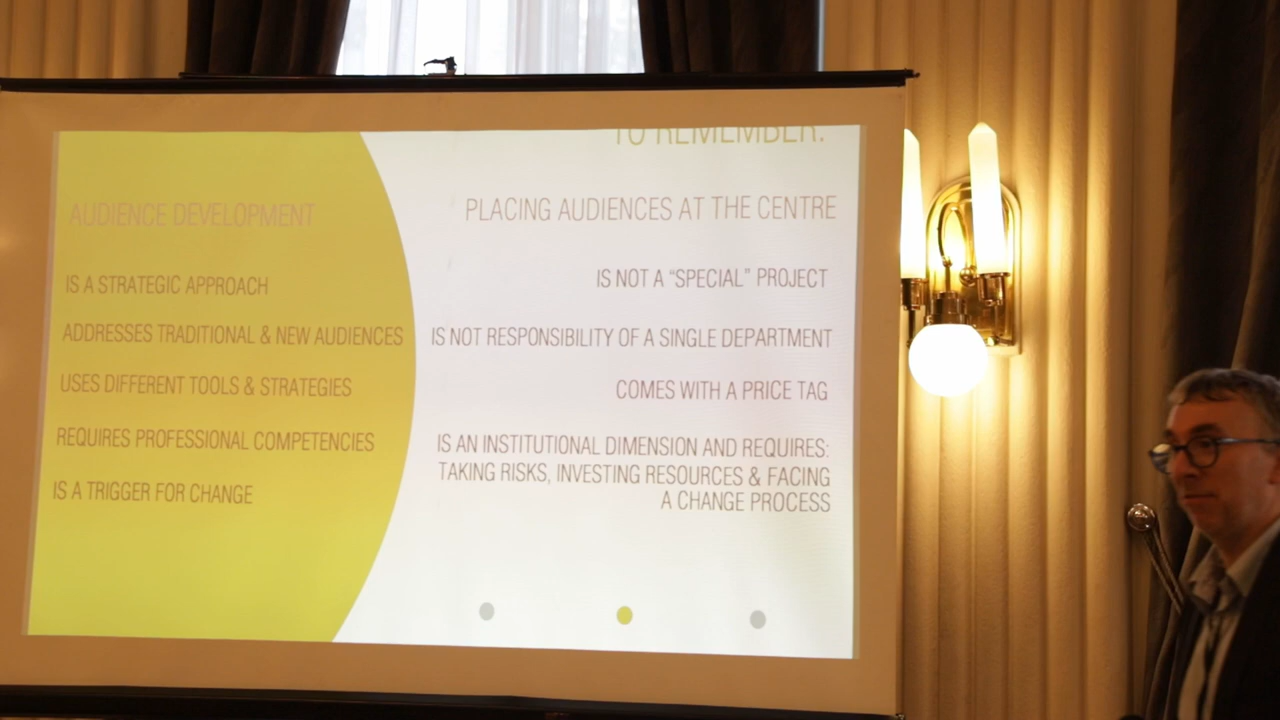 TO REMEMBER:
AUDIENCE DEVELOPMENT
IS A STRATEGIC APPROACH
ADDRESSES TRADITIONAL & NEW AUDIENCES
USES DIFFERENT TOOLS & STRATEGIES
REQUIRES PROFESSIONAL COMPETENCIES
IS A TRIGGER FOR CHANGE
PLACING AUDIENCES AT THE CENTRE
IS NOT A “SPECIAL” PROJECT
IS NOT RESPONSIBILITY OF A SINGLE DEPARTMENT
COMES WITH A PRICE TAG
IS AN INSTITUTIONAL DIMENSION AND REQUIRES:
TAKING RISKS, INVESTING RESOURCES & FACING
A CHANGE PROCESS